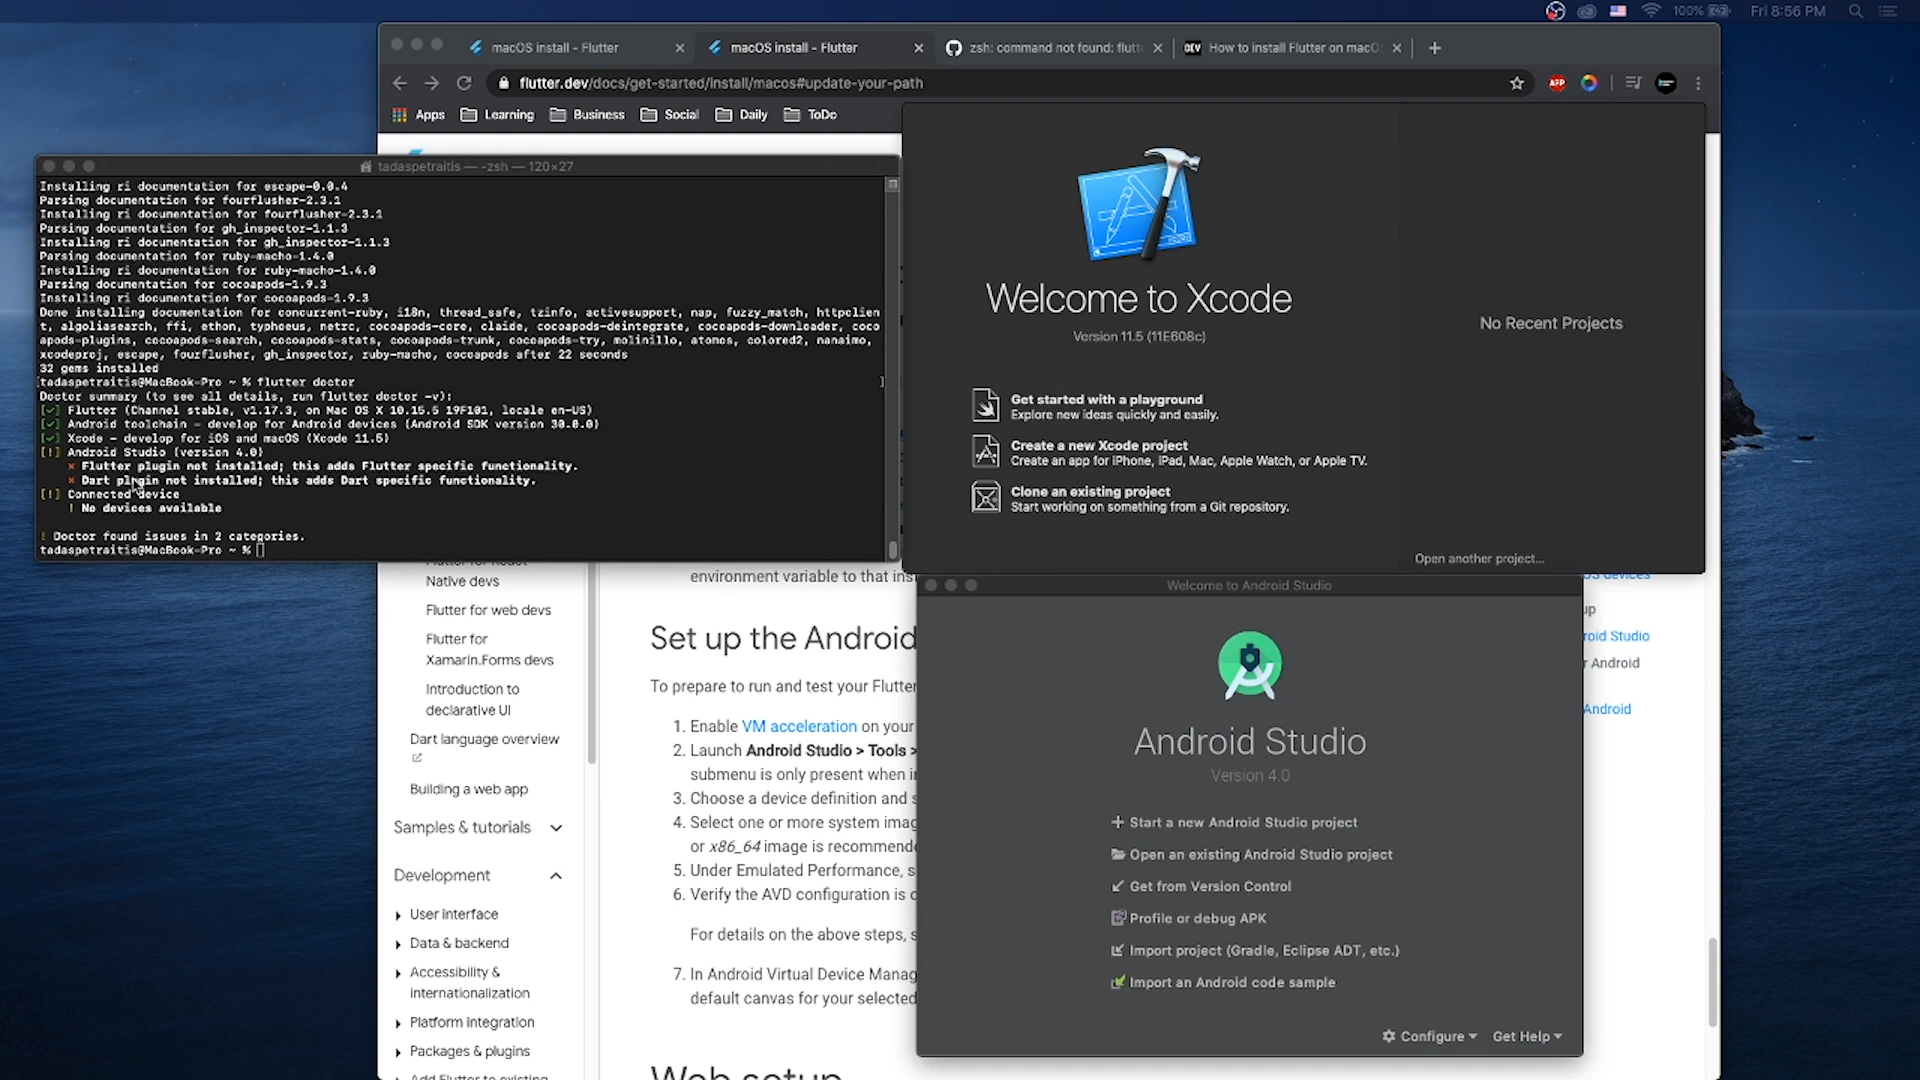 100%
Fri 8:56 PM
macOS install - Flutter
macOS install - Flutter
zsh: command not found: flutt
DEV
How to install Flutter on macO
flutter.dev/docs/get-started/install/macos#update-your-path
ABP
Apps
Learning
Business
Social
Daily
ToDo
tadaspetraitis — -zsh — 120×27
Installing ri documentation for escape-0.0.4
Parsing documentation for fourflusher-2.3.1
Installing ri documentation for fourflusher-2.3.1
Parsing documentation for gh_inspector-1.1.3
Installing ri documentation for gh_inspector-1.1.3
Parsing documentation for ruby-macho-1.4.0
Installing ri documentation for ruby-macho-1.4.0
Parsing documentation for cocoapods-1.9.3
Installing ri documentation for cocoapods-1.9.3
Done installing documentation for concurrent-ruby, i18n, thread_safe, tzinfo, activesupport, nap, fuzzy_match, httpclien
t, algoliasearch, ffi, ethon, typhoeus, netrc, cocoapods-core, claide, cocoapods-deintegrate, cocoapods-downloader, coco
apods-plugins, cocoapods-search, cocoapods-stats, cocoapods-trunk, cocoapods-try, molinillo, atomos, colored2, nanaimo,
xcodeproj, escape, fourflusher, gh_inspector, ruby-macho, cocoapods after 22 seconds
32 gems installed
[tadaspetraitis@MacBook-Pro ~ % flutter doctor ]
Doctor summary (to see all details, run flutter doctor -v):
[✓] Flutter (Channel stable, v1.17.3, on Mac OS X 10.15.5 19F101, locale en-US)
[✓] Android toolchain - develop for Android devices (Android SDK version 30.0.0)
[✓] Xcode - develop for iOS and macOS (Xcode 11.5)
[!] Android Studio (version 4.0)
✗ Flutter plugin not installed; this adds Flutter specific functionality.
✗ Dart plugin not installed; this adds Dart specific functionality.
[!] Connected device
! No devices available
! Doctor found issues in 2 categories.
tadaspetraitis@MacBook-Pro ~ %
Welcome to Xcode
Version 11.5 (11E608c)
Get started with a playground
Explore new ideas quickly and easily.
Create a new Xcode project
Create an app for iPhone, iPad, Mac, Apple Watch, or Apple TV.
Clone an existing project
Start working on something from a Git repository.
No Recent Projects
Open another project...
Native devs
Flutter for web devs
Flutter for
Xamarin.Forms devs
Introduction to
declarative UI
Dart language overview
Building a web app
Samples & tutorials
Development
User interface
Data & backend
Accessibility &
internationalization
Platform integration
Packages & plugins
Add Flutter to existing
environment variable to that inst
Set up the Android
To prepare to run and test your Flutter
1. Enable VM acceleration on your
2. Launch Android Studio > Tools >
submenu is only present when i
3. Choose a device definition and s
4. Select one or more system imag
or x86_64 image is recommende
5. Under Emulated Performance, s
6. Verify the AVD configuration is c
For details on the above steps, s
7. In Android Virtual Device Manag
default canvas for your selected
Web setup
Welcome to Android Studio
Android Studio
Version 4.0
Start a new Android Studio project
Open an existing Android Studio project
Get from Version Control
Profile or debug APK
Import project (Gradle, Eclipse ADT, etc.)
Import an Android code sample
Configure
Get Help
OS devices
up
roid Studio
r Android
Android